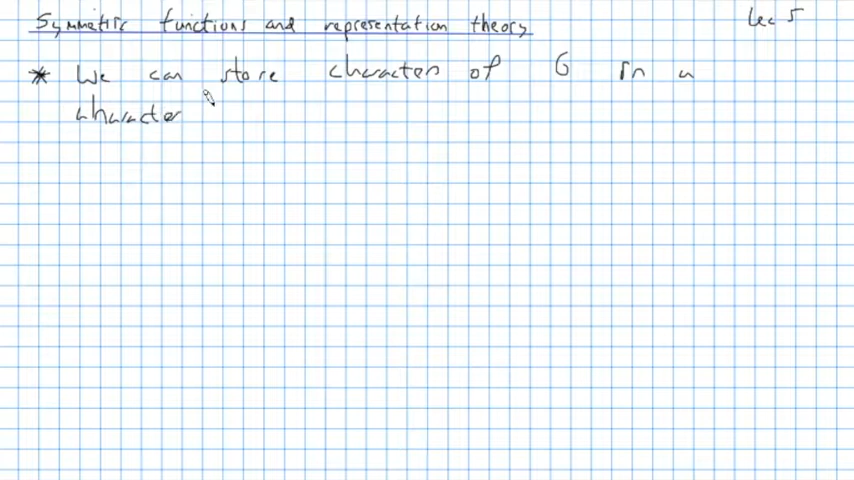 Symmetric functions and representation theory
Lec 5
* We can store characters of G in a
character